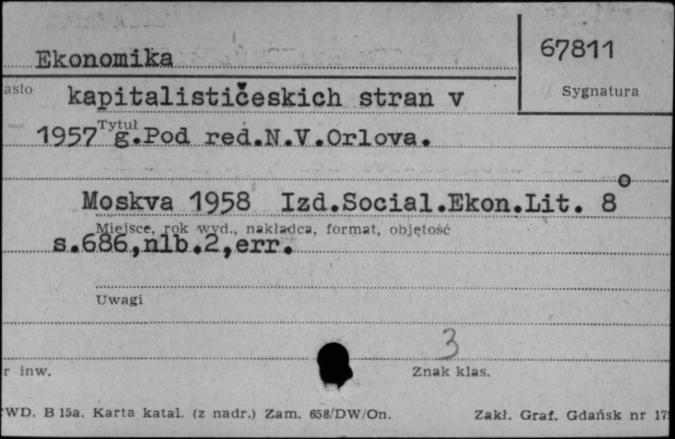 Ekonomika
67811
Sygnatura
asło
kapitalističeskich stran v
Tytuł
1957 g.Pod red.N.V.Orlova.
Moskva 1958 Izd.Social.Ekon.Lit. 8°
Miejsce, rok wyd., nakładca, format, objętość
s.686,nlb.2,err.
Uwagi
3
r inw.
Znak klas.
WD. B 15a. Karta katal. (z nadr.) Zam. 658/DW/On.
Zakł. Graf. Gdańsk nr 17